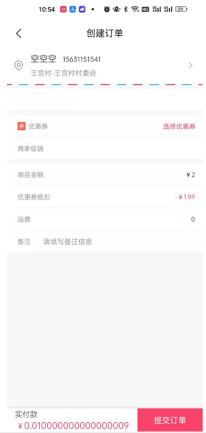 10:54
创建订单
空空空 15631151541
王宫村-王宫村村委会
券 优惠券 选择优惠券
商家促销
商品金额 ¥2
优惠券抵扣 -¥1.99
运费 0
备注 请填写备注信息
实付款
¥0.010000000000000009 提交订单